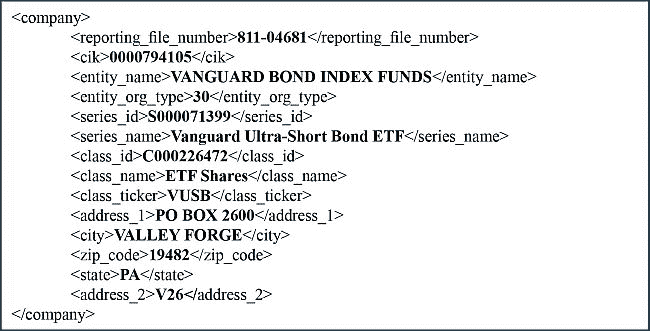 <company>
<reporting_file_number>811-04681</reporting_file_number>
<cik>0000794105</cik>
<entity_name>VANGUARD BOND INDEX FUNDS</entity_name>
<entity_org_type>30</entity_org_type>
<series_id>S000071399</series_id>
<series_name>Vanguard Ultra-Short Bond ETF</series_name>
<class_id>C000226472</class_id>
<class_name>ETF Shares</class_name>
<class_ticker>VUSB</class_ticker>
<address_1>PO BOX 2600</address_1>
<city>VALLEY FORGE</city>
<zip_code>19482</zip_code>
<state>PA</state>
<address_2>V26</address_2>
</company>